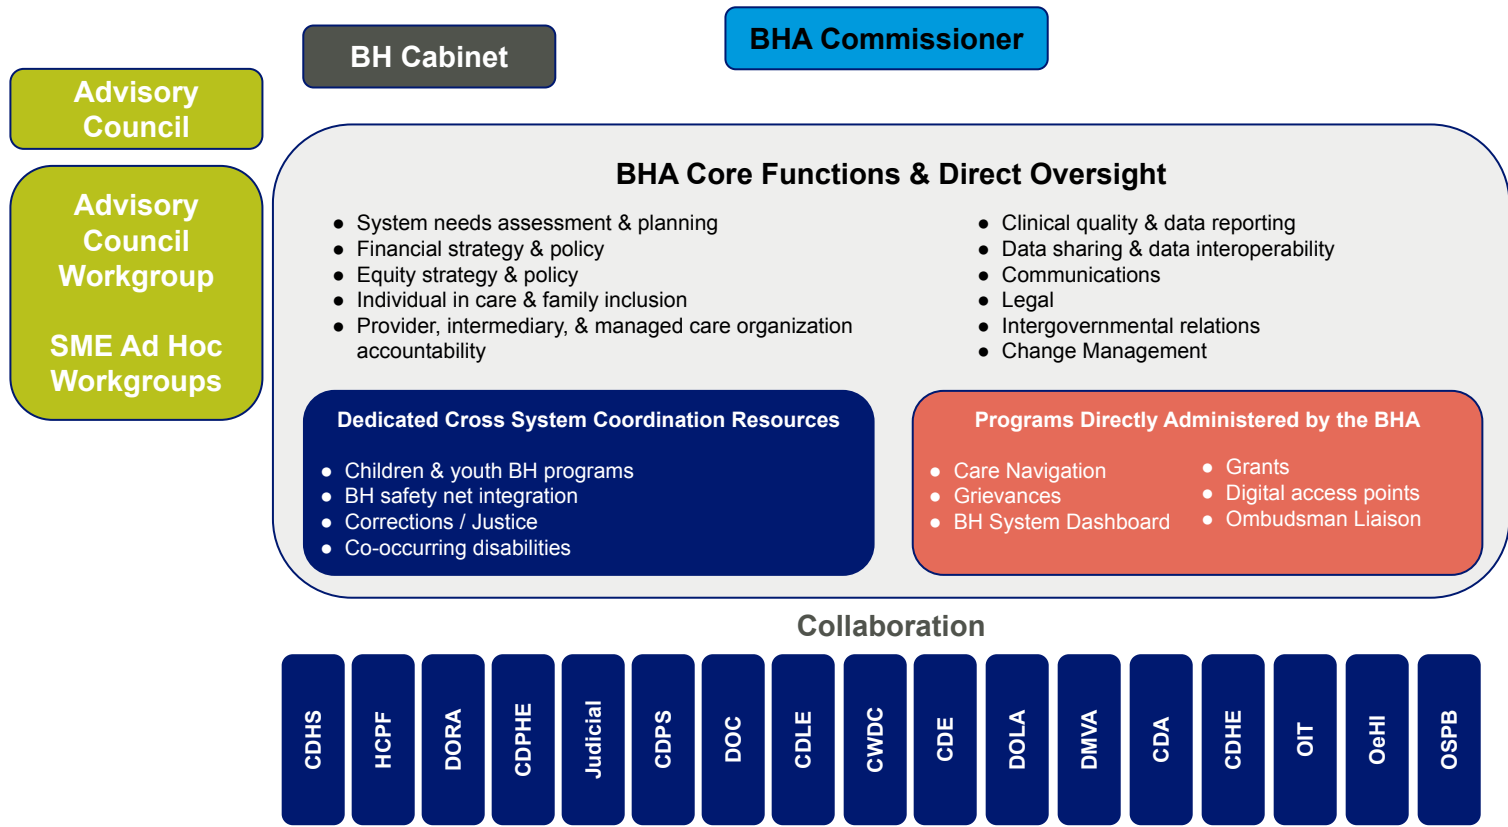 BH Cabinet
BHA Commissioner
Advisory
Council
Advisory
Council
Workgroup
SME Ad Hoc
Workgroups
BHA Core Functions & Direct Oversight
● System needs assessment & planning
● Financial strategy & policy
● Equity strategy & policy
● Individual in care & family inclusion
● Provider, intermediary, & managed care organization
accountability
● Clinical quality & data reporting
● Data sharing & data interoperability
● Communications
● Legal
● Intergovernmental relations
● Change Management
Dedicated Cross System Coordination Resources
● Children & youth BH programs
● BH safety net integration
● Corrections / Justice
● Co-occurring disabilities
Programs Directly Administered by the BHA
● Care Navigation
● Grievances
● BH System Dashboard
● Grants
● Digital access points
● Ombudsman Liaison
Collaboration
CDHS
HCPF
DORA
CDPHE
Judicial
CDPS
DOC
CDLE
CWDC
CDE
DOLA
DMVA
CDA
CDHE
OIT
OeHI
OSPB